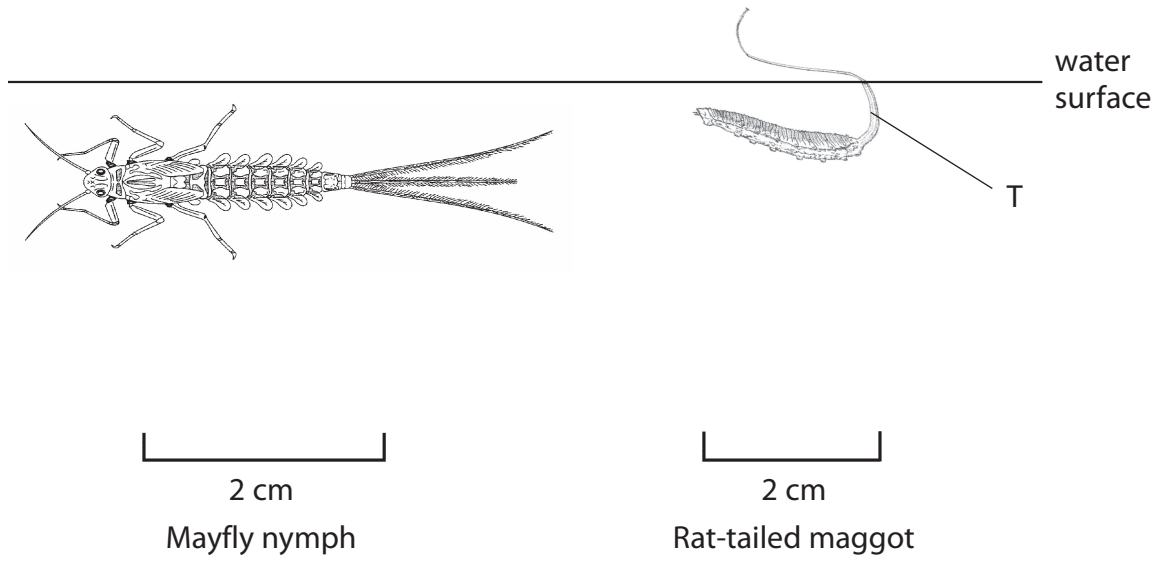 water
surface
T
2 cm
2 cm
Mayfly nymph
Rat-tailed maggot